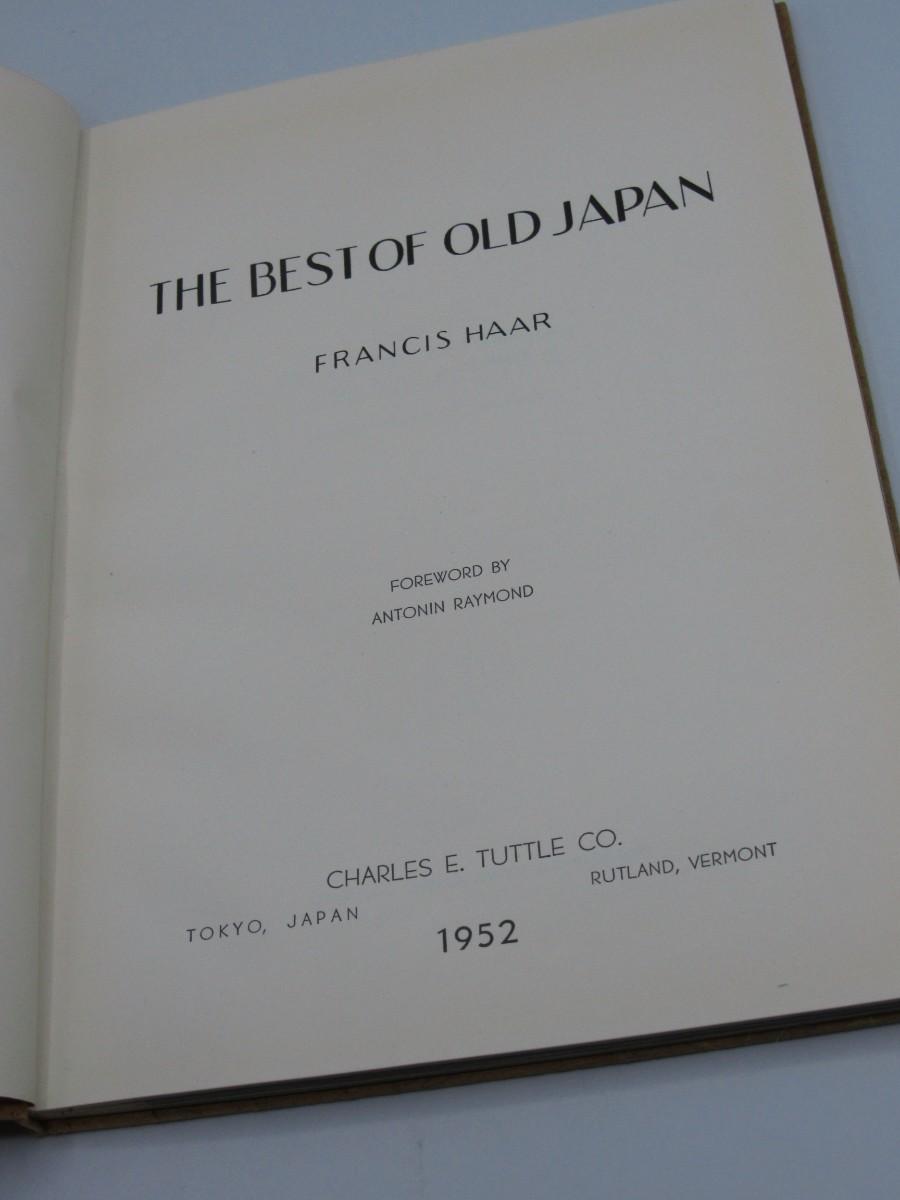 THE BEST OF OLD JAPAN
FRANCIS HAAR
FOREWORD BY
ANTONIN RAYMOND
CHARLES E. TUTTLE CO.
TOKYO, JAPAN RUTLAND, VERMONT
1952